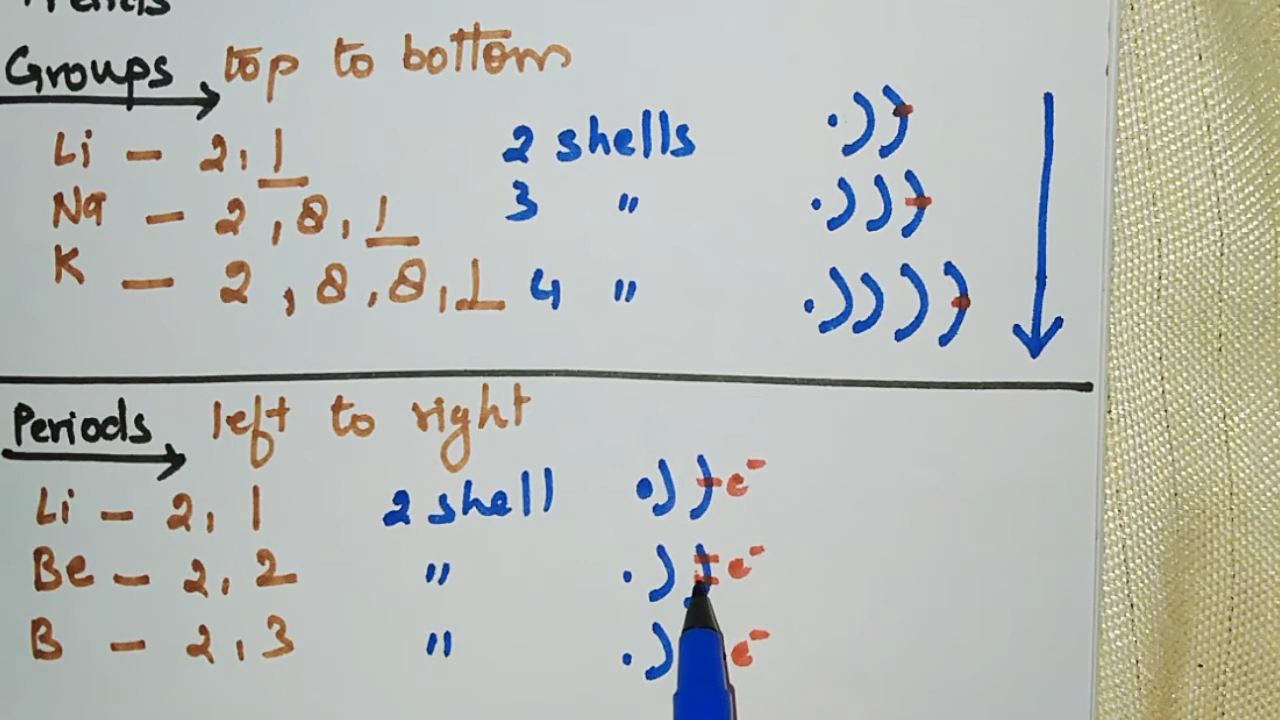 Trends
Groups top to bottom
Li - 2, 1 2 shells
Na - 2, 8, 1 3 "
K - 2, 8, 8, 1 4 "
Periods left to right
Li - 2, 1 2 shell e-
Be - 2, 2 " e-
B - 2, 3 " e-